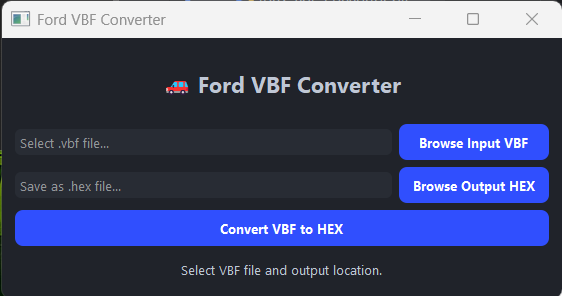 Ford VBF Converter
🚗 Ford VBF Converter
Select .vbf file... Browse Input VBF
Save as .hex file... Browse Output HEX
Convert VBF to HEX
Select VBF file and output location.